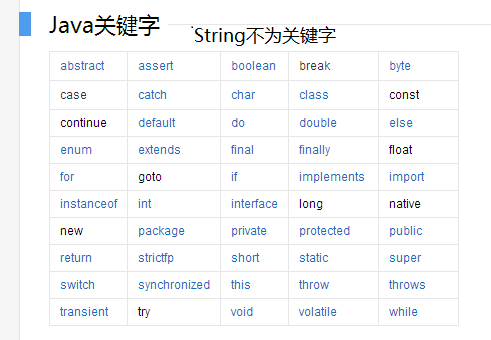 Java关键字
String不为关键字
abstract assert boolean break byte
case catch char class const
continue default do double else
enum extends final finally float
for goto if implements import
instanceof int interface long native
new package private protected public
return strictfp short static super
switch synchronized this throw throws
transient try void volatile while